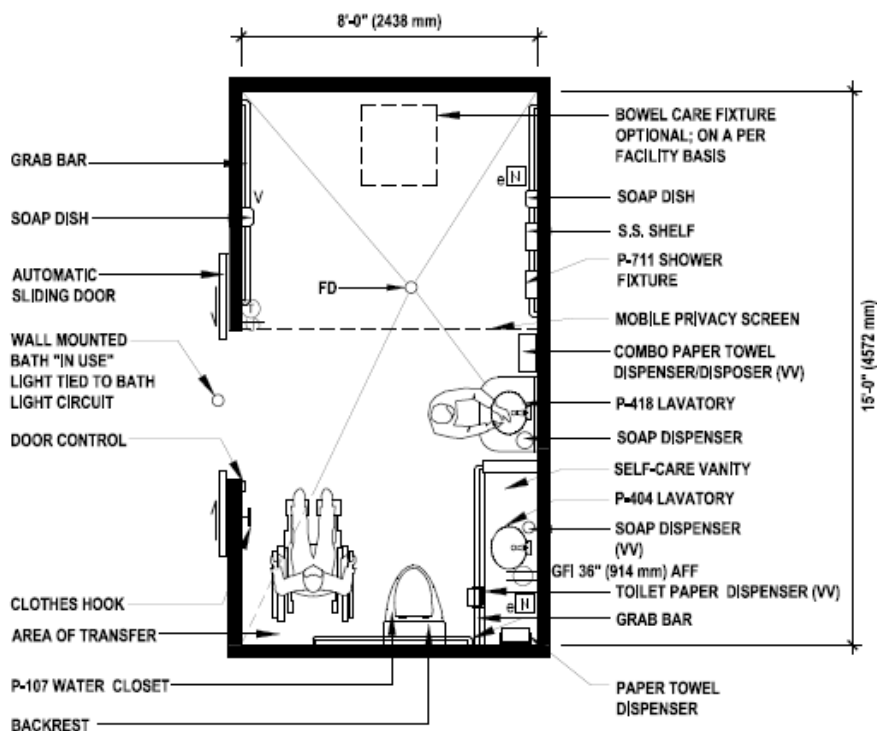 8'-0" (2438 mm)
GRAB BAR
SOAP DISH
AUTOMATIC
SLIDING DOOR
WALL MOUNTED
BATH "IN USE"
LIGHT TIED TO BATH
LIGHT CIRCUIT
DOOR CONTROL
CLOTHES HOOK
AREA OF TRANSFER
P-107 WATER CLOSET
BACKREST
V
FD
e N
BOWEL CARE FIXTURE
OPTIONAL; ON A PER
FACILITY BASIS
SOAP DISH
S.S. SHELF
P-711 SHOWER
FIXTURE
MOBILE PRIVACY SCREEN
COMBO PAPER TOWEL
DISPENSER/DISPOSER (VV)
P-418 LAVATORY
SOAP DISPENSER
SELF-CARE VANITY
P-404 LAVATORY
SOAP DISPENSER
(VV)
GFI 36" (914 mm) AFF
TOILET PAPER DISPENSER (VV)
e N
GRAB BAR
PAPER TOWEL
DISPENSER
15'-0" (4572 mm)